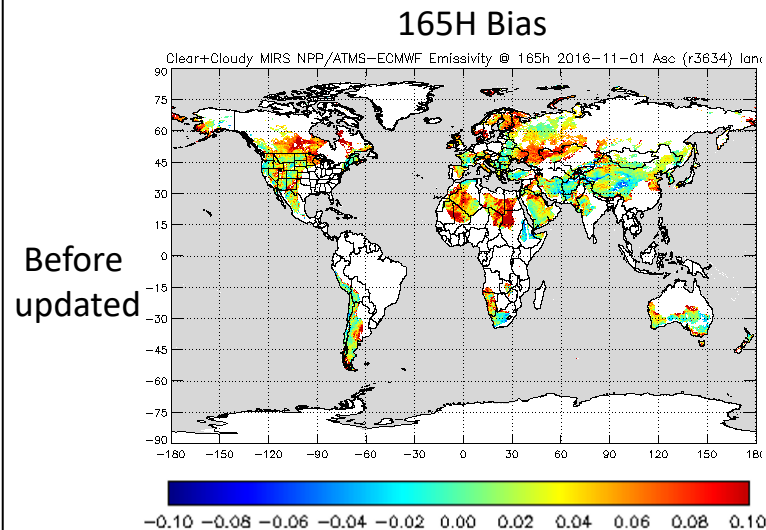 165H Bias
Clear+Cloudy MIRS NPP/ATMS-ECMWF Emissivity @ 165h 2016-11-01 Asc (r3634)
90
75
60
45
30
15
0
-15
-30
-45
-60
-75
-90
Before
updated
-180 -150 -120 -90 -60 -30 0 30 60 90 120 150
-0.10 -0.08 -0.06 -0.04 -0.02 0.00 0.02 0.04 0.06 0.08 0.10